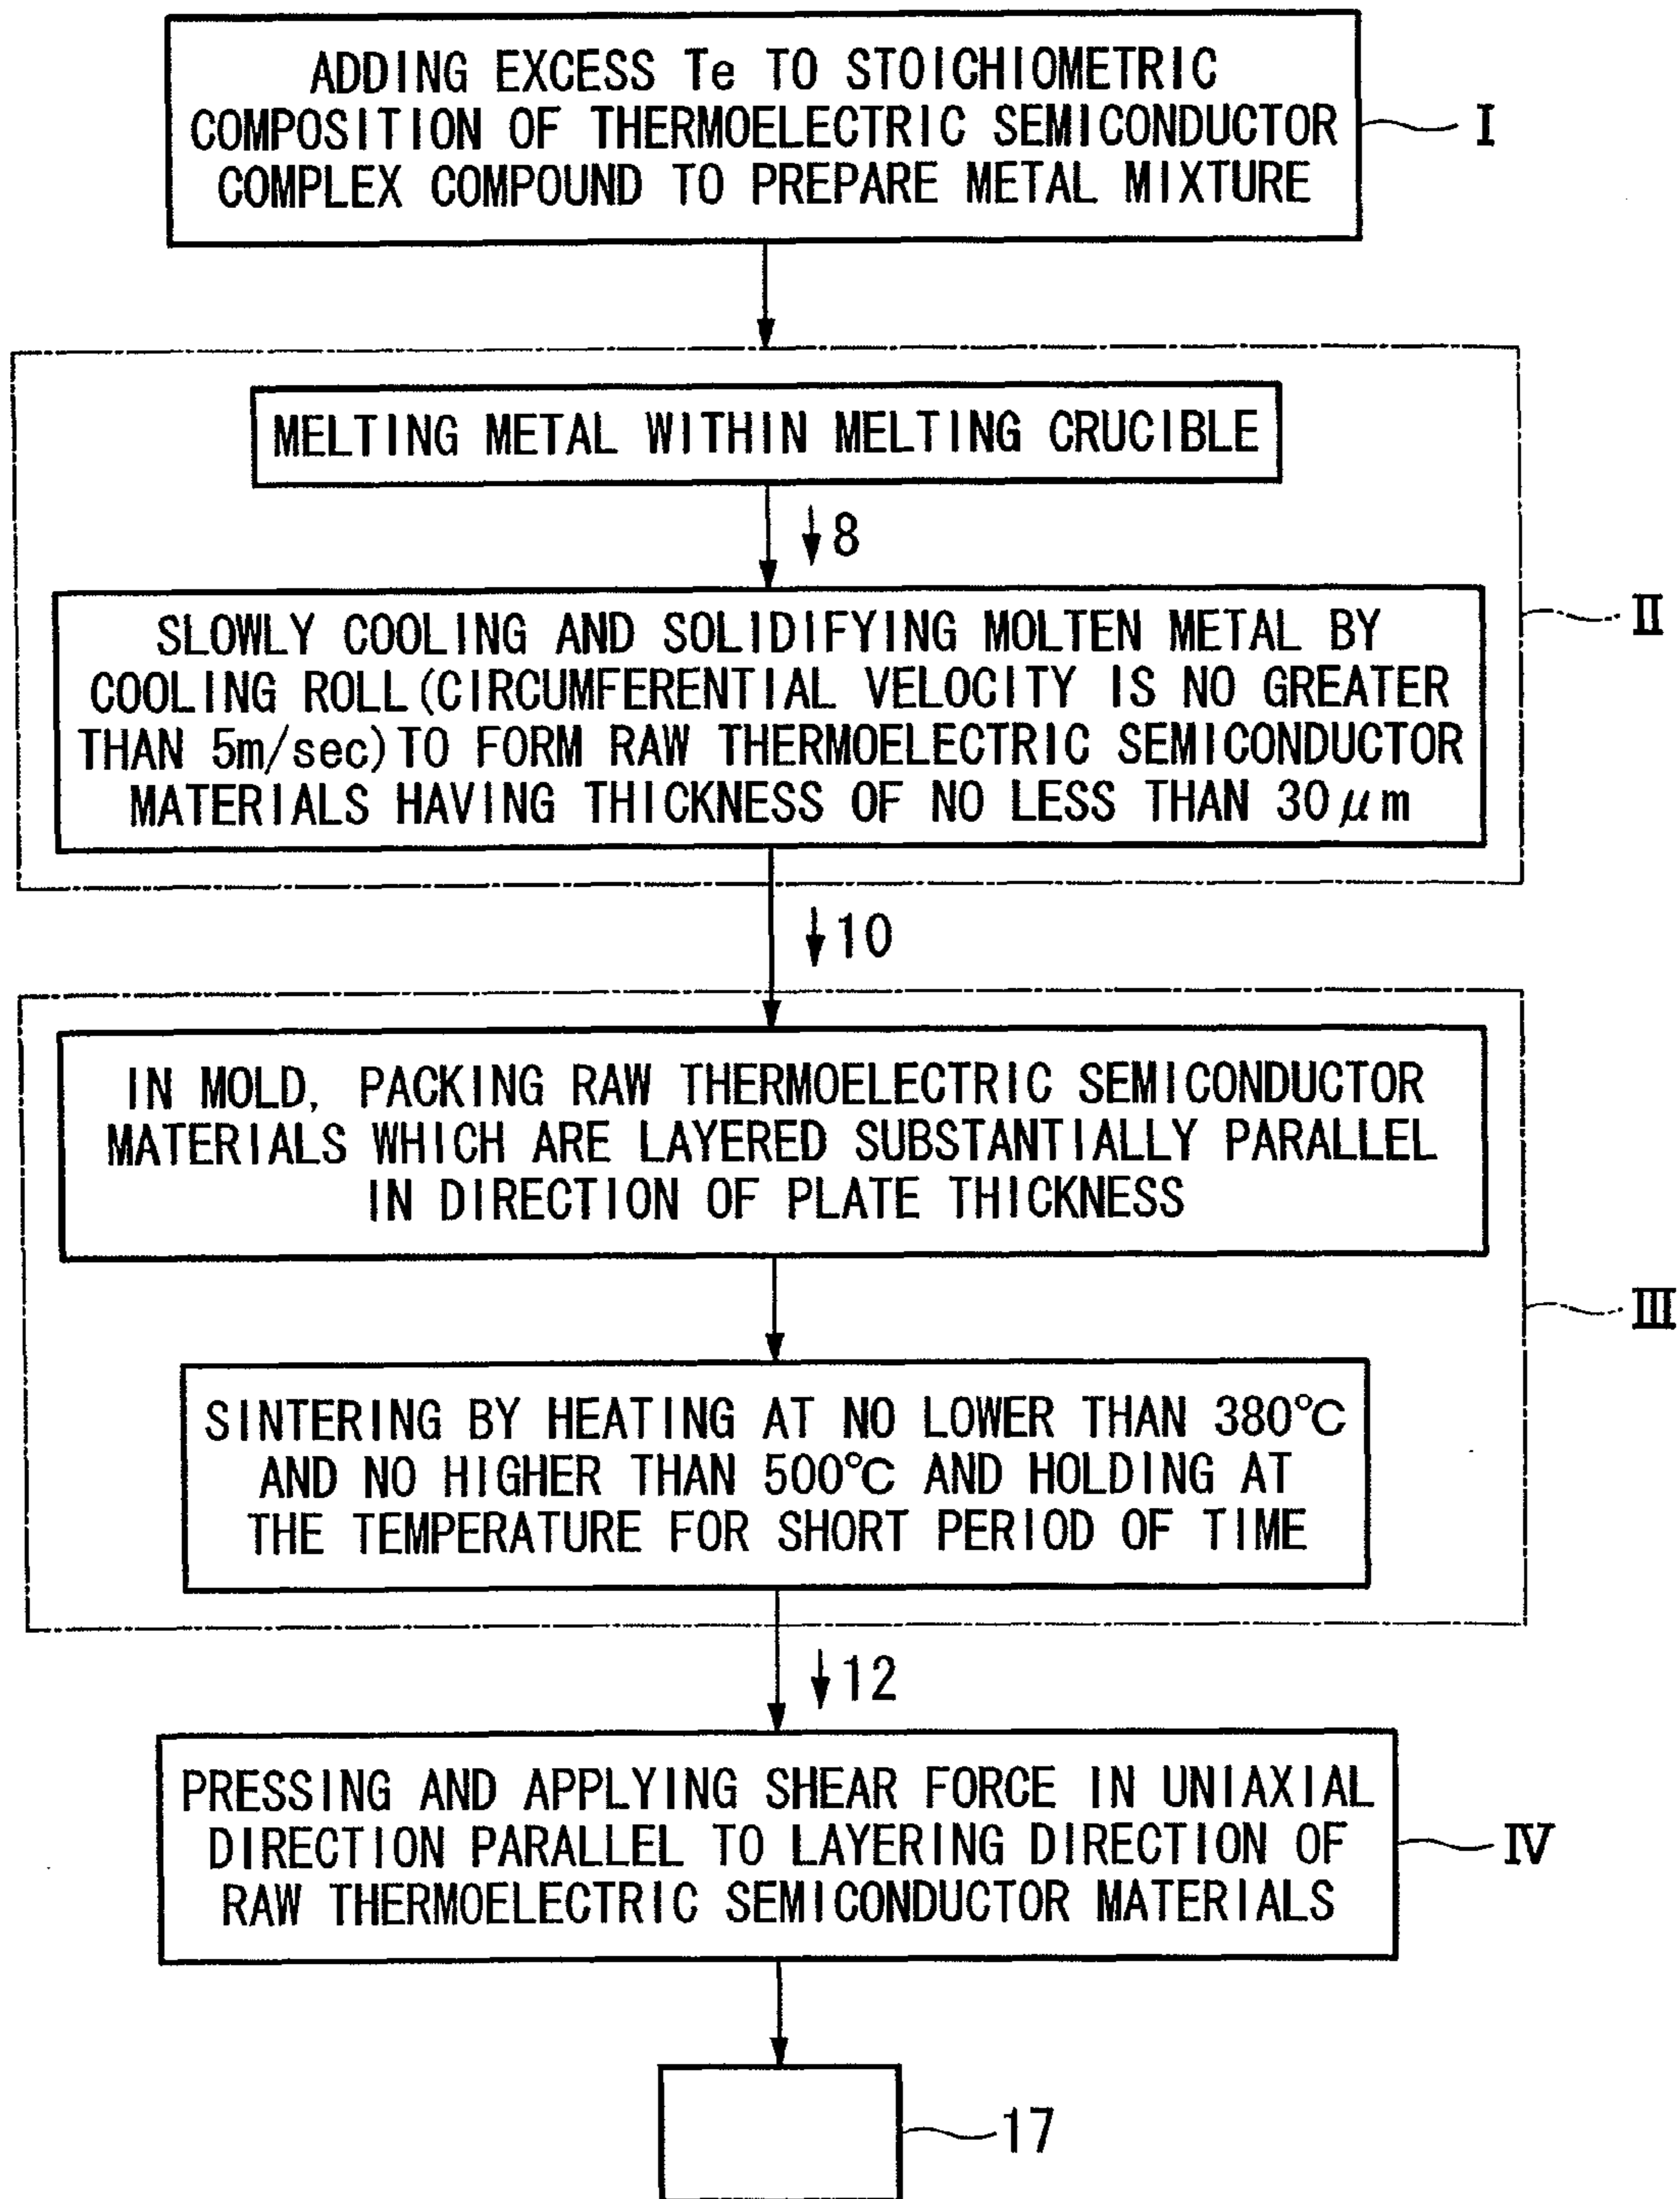 ADDING EXCESS Te TO STOICHIOMETRIC
COMPOSITION OF THERMOELECTRIC SEMICONDUCTOR
COMPLEX COMPOUND TO PREPARE METAL MIXTURE
I
MELTING METAL WITHIN MELTING CRUCIBLE
8
SLOWLY COOLING AND SOLIDIFYING MOLTEN METAL BY
COOLING ROLL(CIRCUMFERENTIAL VELOCITY IS NO GREATER
THAN 5m/sec)TO FORM RAW THERMOELECTRIC SEMICONDUCTOR
MATERIALS HAVING THICKNESS OF NO LESS THAN 30μm
II
10
IN MOLD, PACKING RAW THERMOELECTRIC SEMICONDUCTOR
MATERIALS WHICH ARE LAYERED SUBSTANTIALLY PARALLEL
IN DIRECTION OF PLATE THICKNESS
III
SINTERING BY HEATING AT NO LOWER THAN 380℃
AND NO HIGHER THAN 500℃ AND HOLDING AT
THE TEMPERATURE FOR SHORT PERIOD OF TIME
12
PRESSING AND APPLYING SHEAR FORCE IN UNIAXIAL
DIRECTION PARALLEL TO LAYERING DIRECTION OF
RAW THERMOELECTRIC SEMICONDUCTOR MATERIALS
IV
17